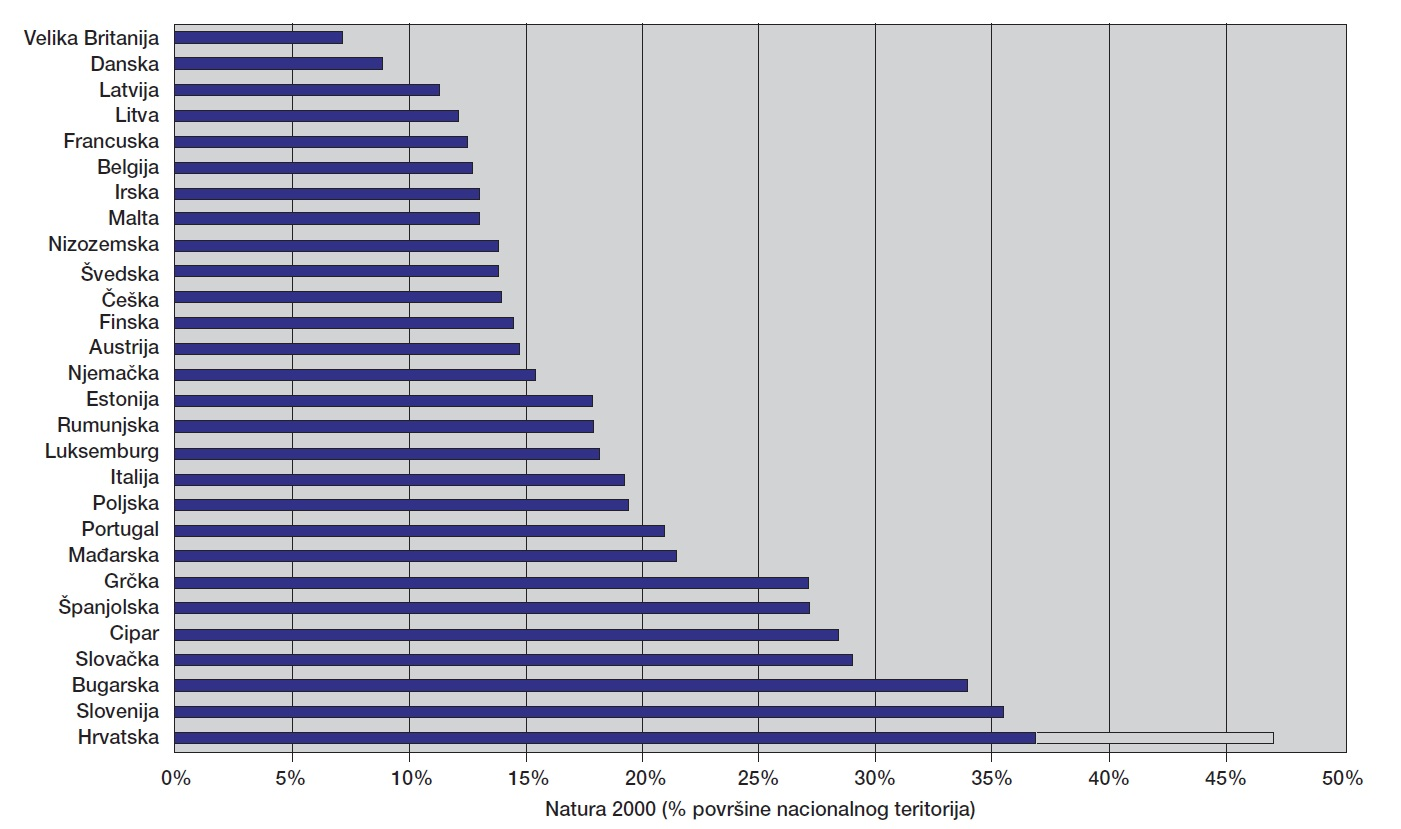 Velika Britanija
Danska
Latvija
Litva
Francuska
Belgija
Irska
Malta
Nizozemska
Švedska
Češka
Finska
Austrija
Njemačka
Estonija
Rumunjska
Luksemburg
Italija
Poljska
Portugal
Mađarska
Grčka
Španjolska
Cipar
Slovačka
Bugarska
Slovenija
Hrvatska
0% 5% 10% 15% 20% 25% 30% 35% 40% 45% 50%
Natura 2000 (% površine nacionalnog teritorija)